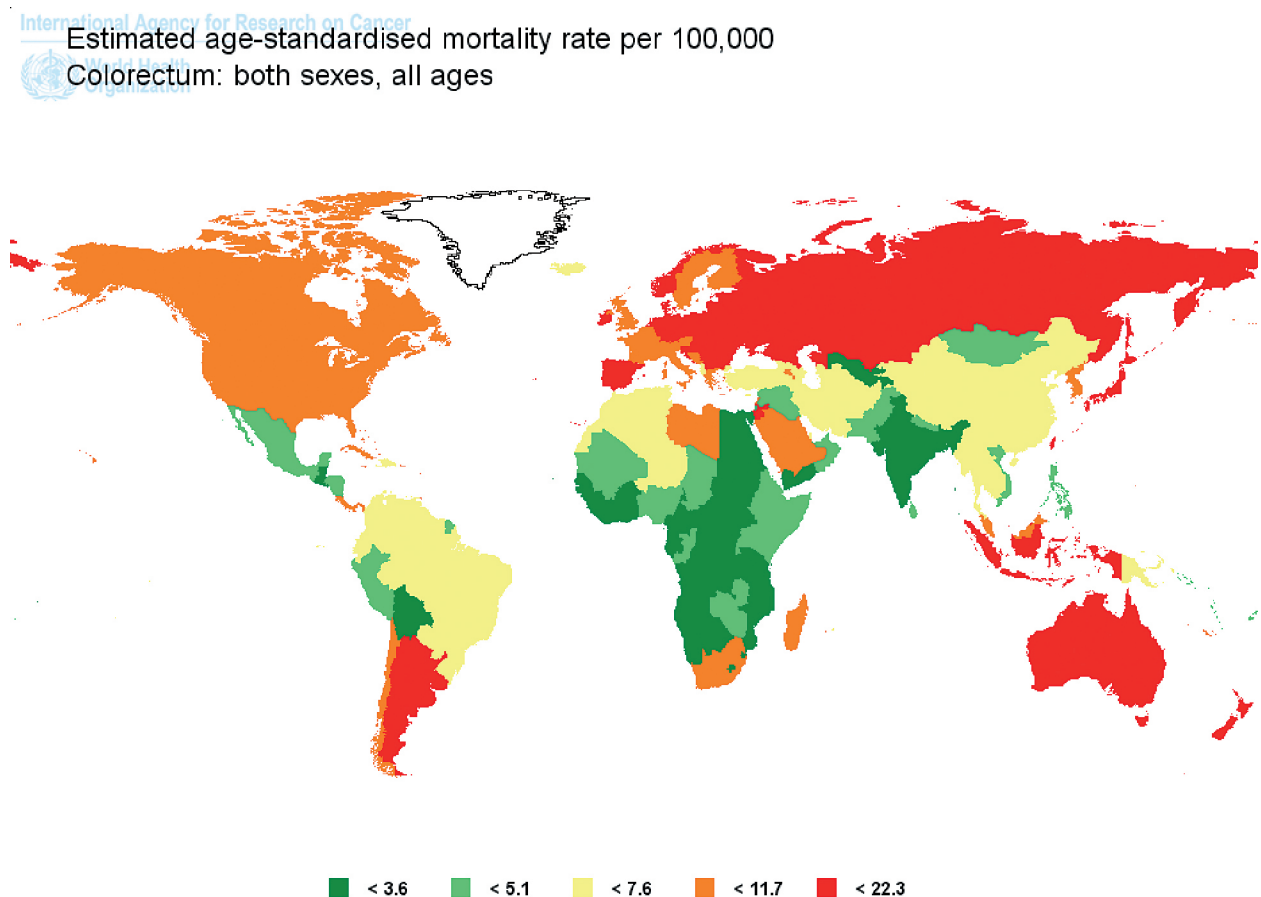 International Agency for Research on Cancer
Estimated age-standardised mortality rate per 100,000
World Health
Colorectum: both sexes, all ages
Organization
< 3.6
< 5.1
< 7.6
< 11.7
< 22.3